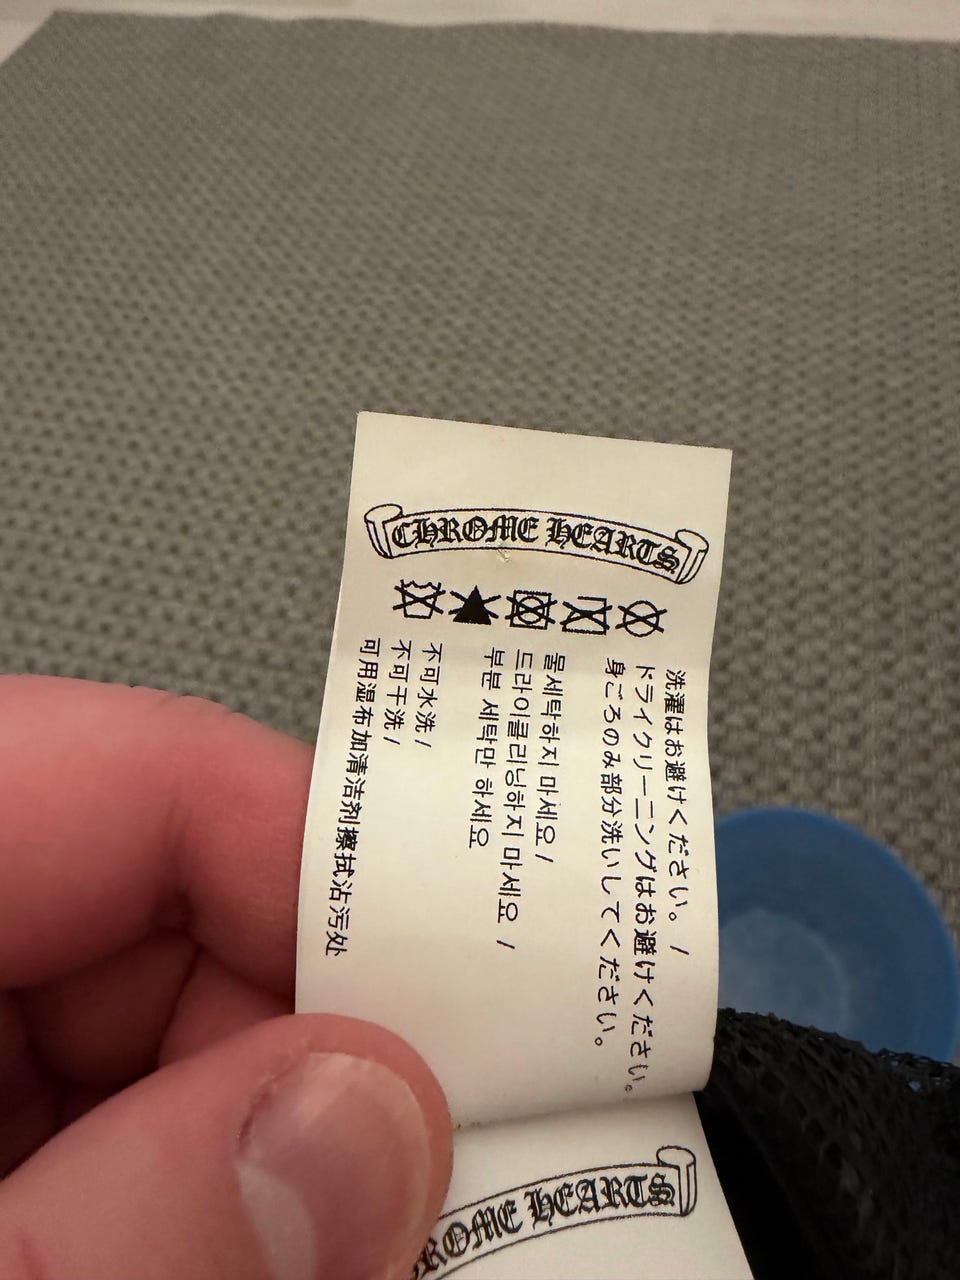 CHROME HEARTS
洗濯はお避けください。/
ドライクリーニングはお避けください。
身ごろのみ部分洗いしてください。
물세탁하지 마세요 /
드라이클리닝하지 마세요 /
부분 세탁만 하세요
不可水洗 /
不可干洗 /
可用湿布加清洁剂擦拭沾污处
ROME HEARTS